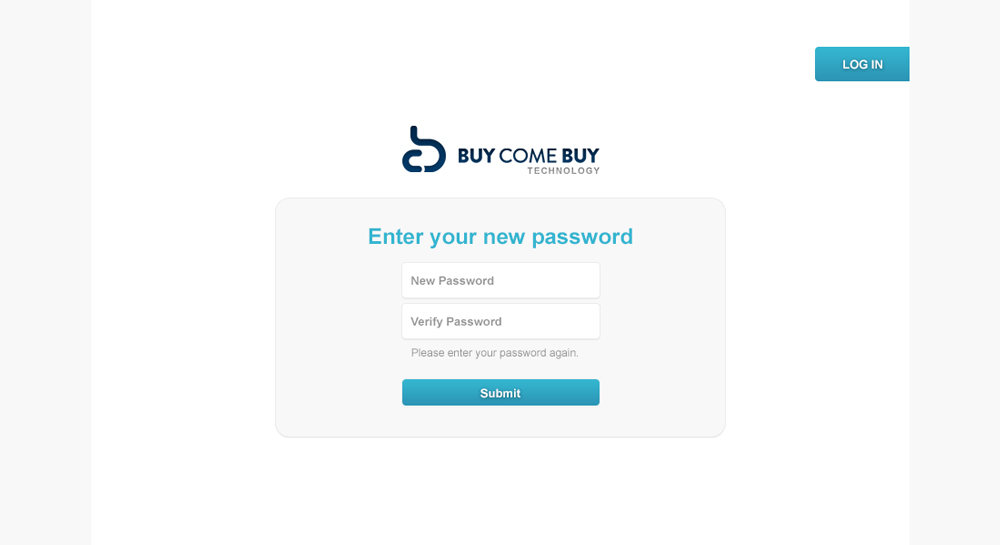 LOG IN
BUY COME BUY
TECHNOLOGY
Enter your new password
New Password
Verify Password
Please enter your password again.
Submit